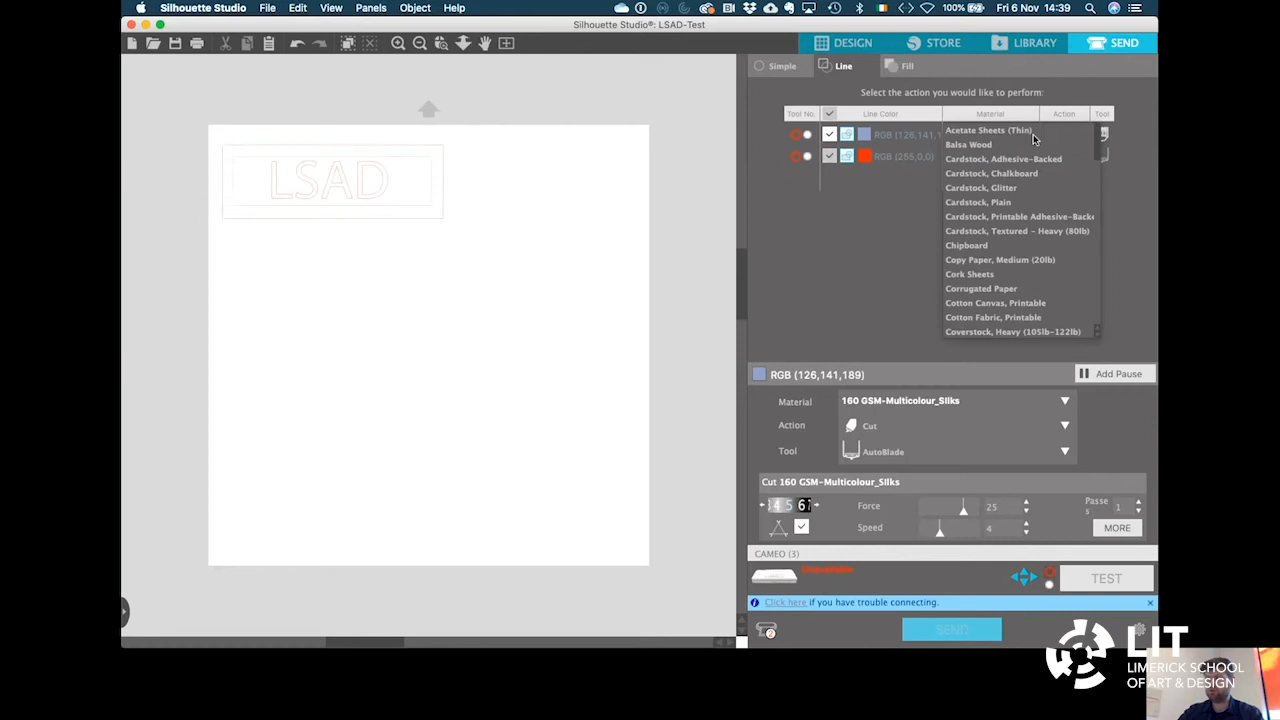 Silhouette Studio File Edit View Panels Object Help 100% Fri 6 Nov 14:39
Silhouette Studio®: LSAD-Test
DESIGN STORE LIBRARY SEND
Simple Line Fill
Select the action you would like to perform:
Tool No. Line Color Material Action Tool
RGB (126,141,1
RGB (255,0,0)
Acetate Sheets (Thin)
Balsa Wood
Cardstock, Adhesive-Backed
Cardstock, Chalkboard
Cardstock, Glitter
Cardstock, Plain
Cardstock, Printable Adhesive-Backe
Cardstock, Textured - Heavy (80lb)
Chipboard
Copy Paper, Medium (20lb)
Cork Sheets
Corrugated Paper
Cotton Canvas, Printable
Cotton Fabric, Printable
Coverstock, Heavy (105lb-122lb)
LSAD
RGB (126,141,189) Add Pause
Material 160 GSM-Multicolour_SIlks
Action Cut
Tool AutoBlade
Cut 160 GSM-Multicolour_SIlks
4 5 6 Force 25 Passe
s 1
Speed 4 MORE
CAMEO (3)
Unavailable
TEST
Click here if you have trouble connecting.
2 SEND
LIT
LIMERICK SCHOOL
OF ART & DESIGN